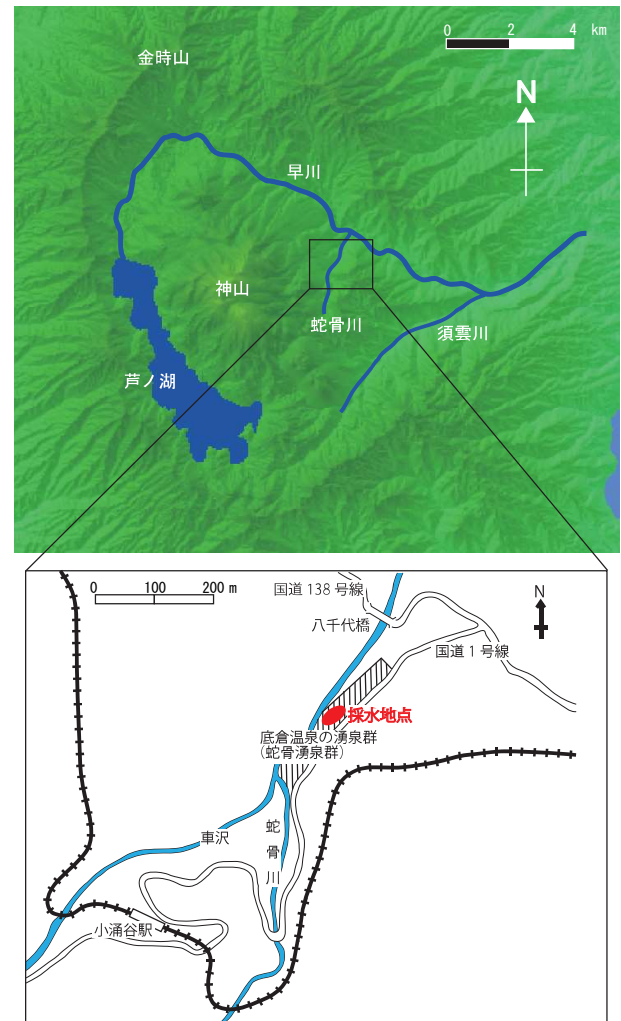 0 2 4 km
金時山
N
早川
神山
蛇骨川
須雲川
芦ノ湖
0 100 200 m
国道 138 号線
N
八千代橋
国道 1 号線
採水地点
底倉温泉の湧泉群
(蛇骨湧泉群)
車沢
蛇骨川
小涌谷駅